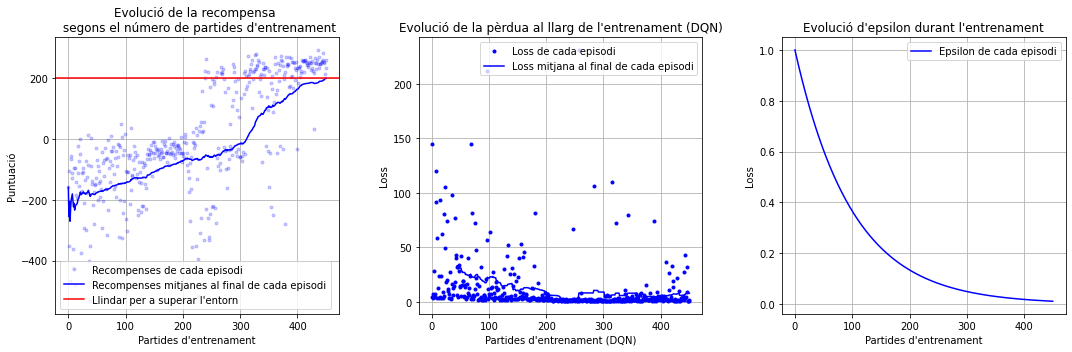 Evolució de la recompensa
segons el número de partides d'entrenament
Puntuació
200
0
−200
−400
Recompenses de cada episodi
Recompenses mitjanes al final de cada episodi
Llindar per a superar l'entorn
0
100
200
300
400
Partides d'entrenament
Evolució de la pèrdua al llarg de l'entrenament (DQN)
Loss de cada episodi
Loss mitjana al final de cada episodi
Loss
200
150
100
50
0
0
100
200
300
400
Partides d'entrenament (DQN)
Evolució d'epsilon durant l'entrenament
Epsilon de cada episodi
Loss
1.0
0.8
0.6
0.4
0.2
0.0
0
100
200
300
400
Partides d'entrenament